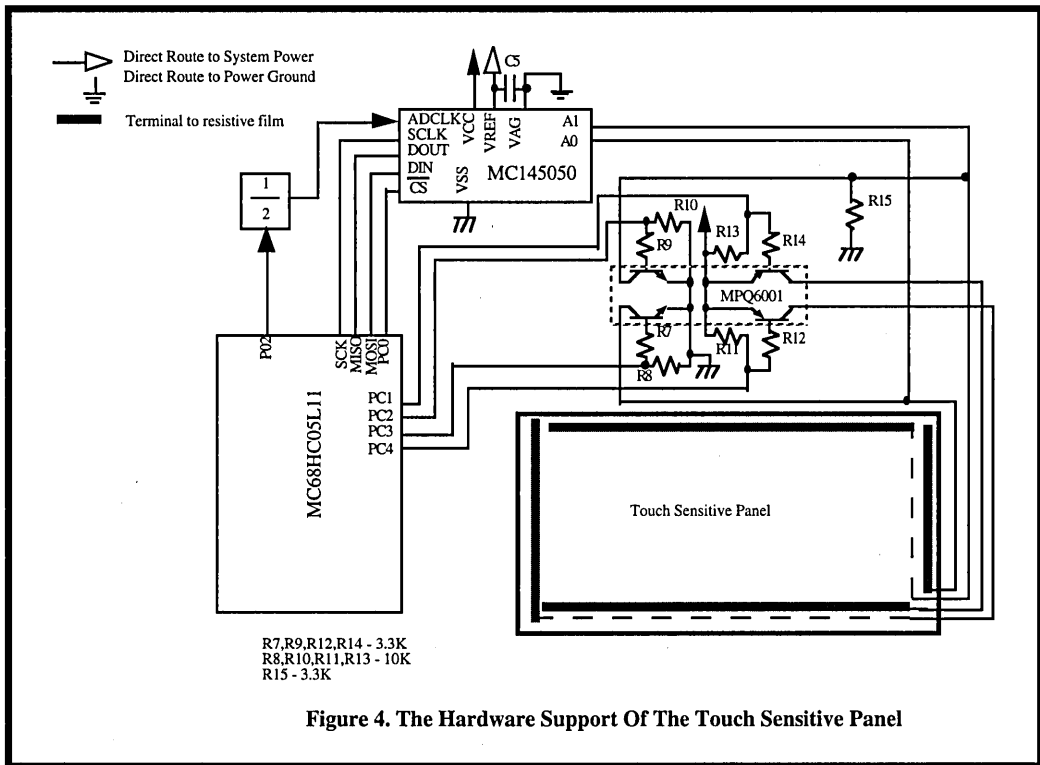 Direct Route to System Power
Direct Route to Power Ground
Terminal to resistive film
C5
ADCLK
SCLK
DOUT
DIN
CS
VCC
VREF
VAG
VSS
A1
A0
MC145050
1
2
R10
R9
R13
R14
R15
MPQ6001
R7
R8
R11
R12
P02
SCK
MISO
MOSI
PC0
PC1
PC2
PC3
PC4
MC68HC05L11
Touch Sensitive Panel
R7,R9,R12,R14 - 3.3K
R8,R10,R11,R13 - 10K
R15 - 3.3K
Figure 4. The Hardware Support Of The Touch Sensitive Panel